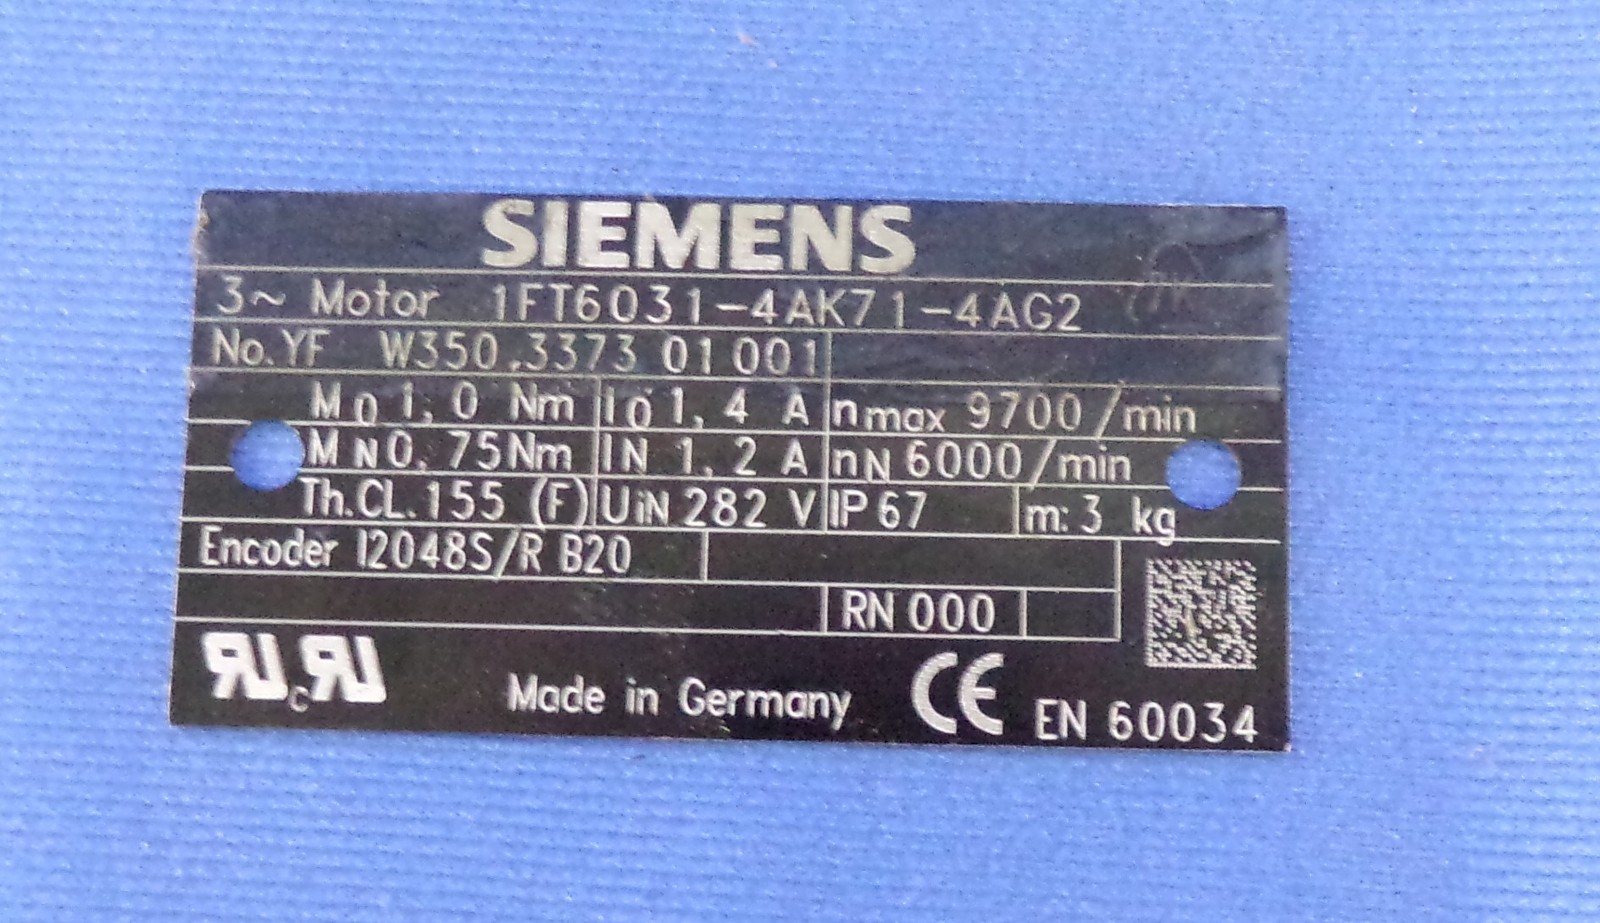 SIEMENS
3~ Motor 1FT6031-4AK71-4AG2
No.YF W350,3373 01 001
M0 1,0 Nm I0 1,4 A nmax 9700/min
MN 0,75Nm IN 1,2 A nN 6000/min
Th.CL.155 (F) UiN 282 V IP67 m: 3 kg
Encoder I2048S/R B20
RN 000
Made in Germany CE EN 60034